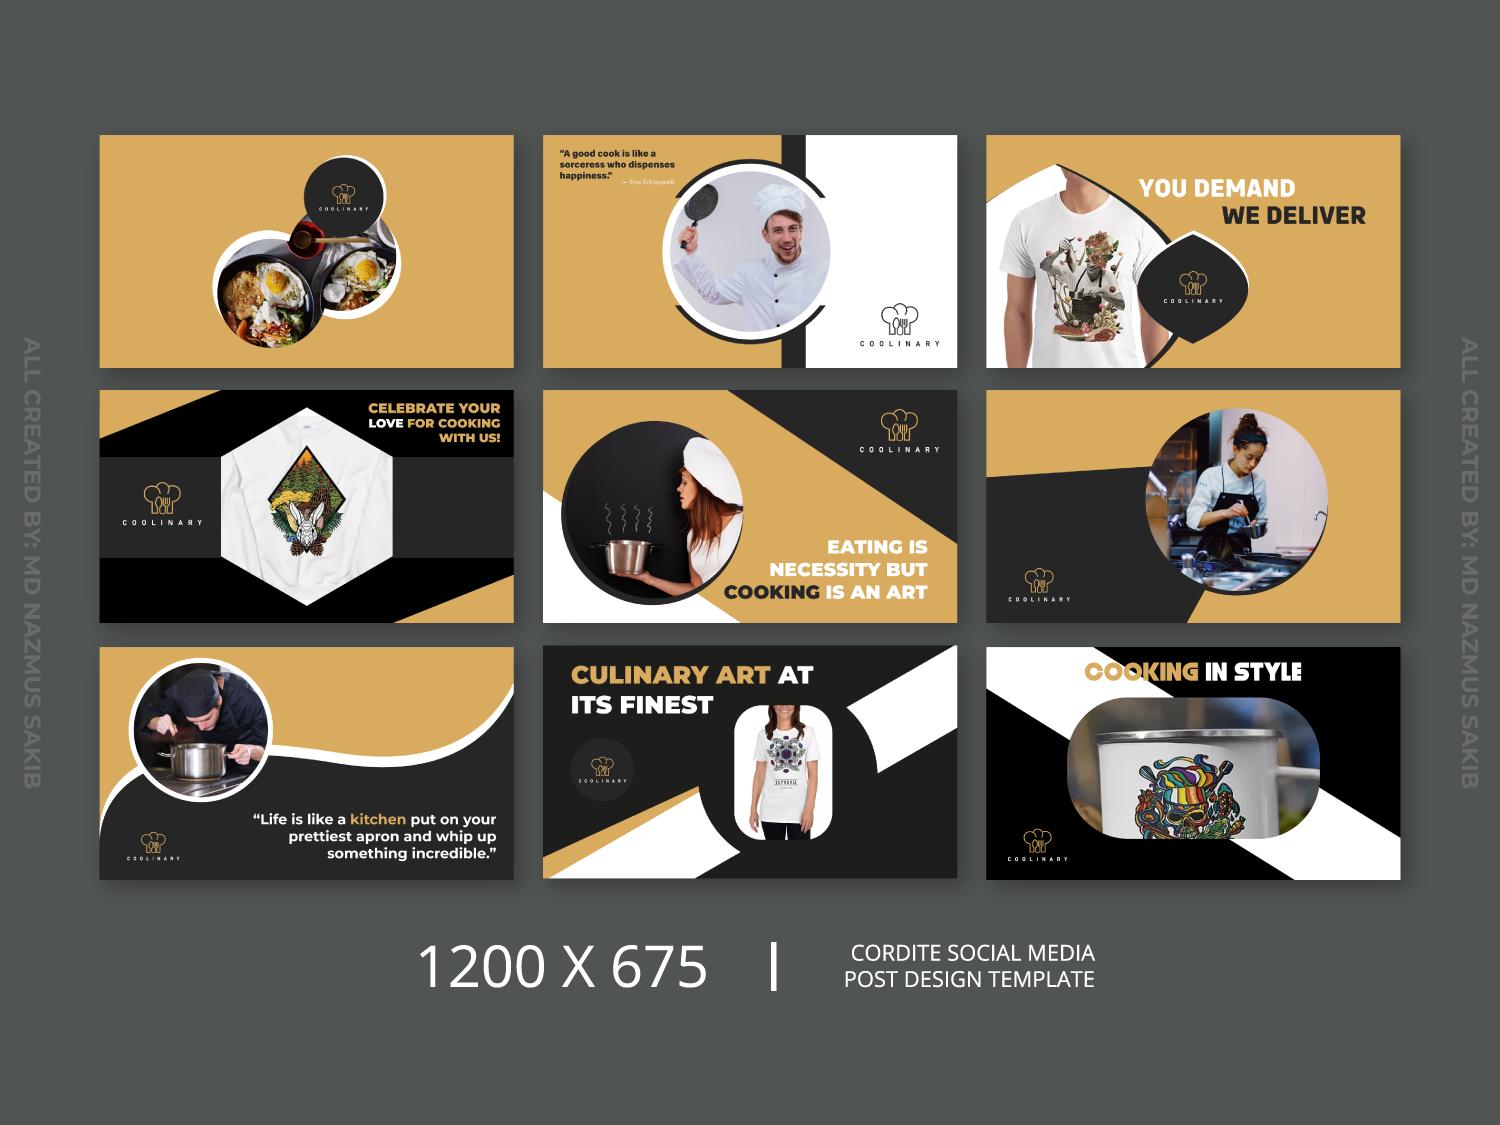 ALL CREATED BY: MD NAZMUS SAKIB
COOLINARY
"A good cook is like a
sorceress who dispenses
happiness."
— Elsa Schiaparelli
COOLINARY
YOU DEMAND
WE DELIVER
COOLINARY
CELEBRATE YOUR
LOVE FOR COOKING
WITH US!
COOLINARY
COOLINARY
EATING IS
NECESSITY BUT
COOKING IS AN ART
COOLINARY
“Life is like a kitchen put on your
prettiest apron and whip up
something incredible.”
COOLINARY
CULINARY ART AT
ITS FINEST
COOLINARY
COOKING IN STYLE
COOLINARY
ALL CREATED BY: MD NAZMUS SAKIB
1200 X 675
CORDITE SOCIAL MEDIA
POST DESIGN TEMPLATE